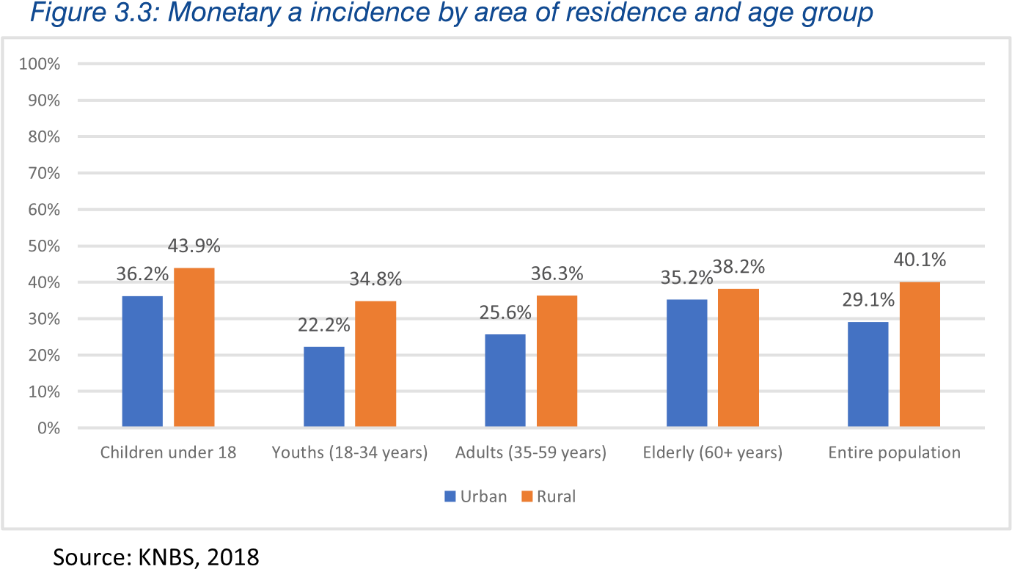 Figure 3.3: Monetary a incidence by area of residence and age group
100%
90%
80%
70%
60%
50%
40%
30%
20%
10%
0%
36.2% 43.9% 22.2% 34.8% 25.6% 36.3% 35.2% 38.2% 29.1% 40.1%
Children under 18 Youths (18-34 years) Adults (35-59 years) Elderly (60+ years) Entire population
Urban Rural
Source: KNBS, 2018